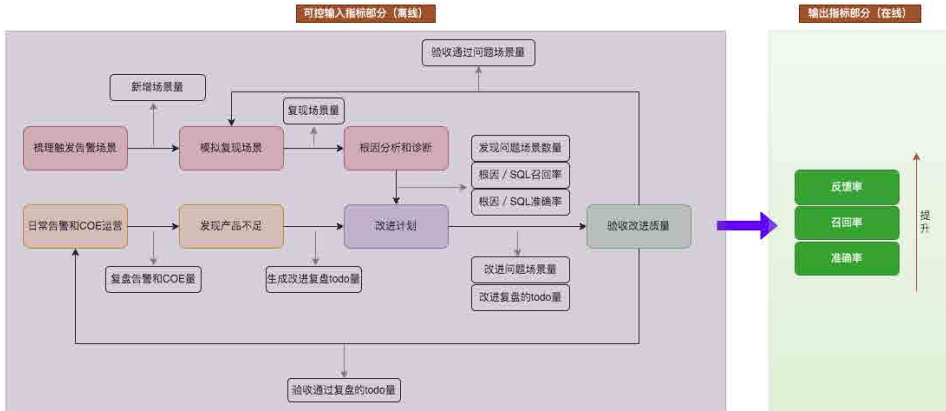 可控输入指标部分（离线）
输出指标部分（在线）
验收通过问题场景量
新增场景量
复现场景量
梳理触发告警场景
模拟复现场景
根因分析和诊断
发现问题场景数量
根因 / SQL召回率
根因 / SQL准确率
日常告警和COE运营
发现产品不足
改进计划
验收改进质量
复盘告警和COE量
生成改进复盘todo量
改进问题场景量
改进复盘的todo量
验收通过复盘的todo量
反馈率
召回率
准确率
提升